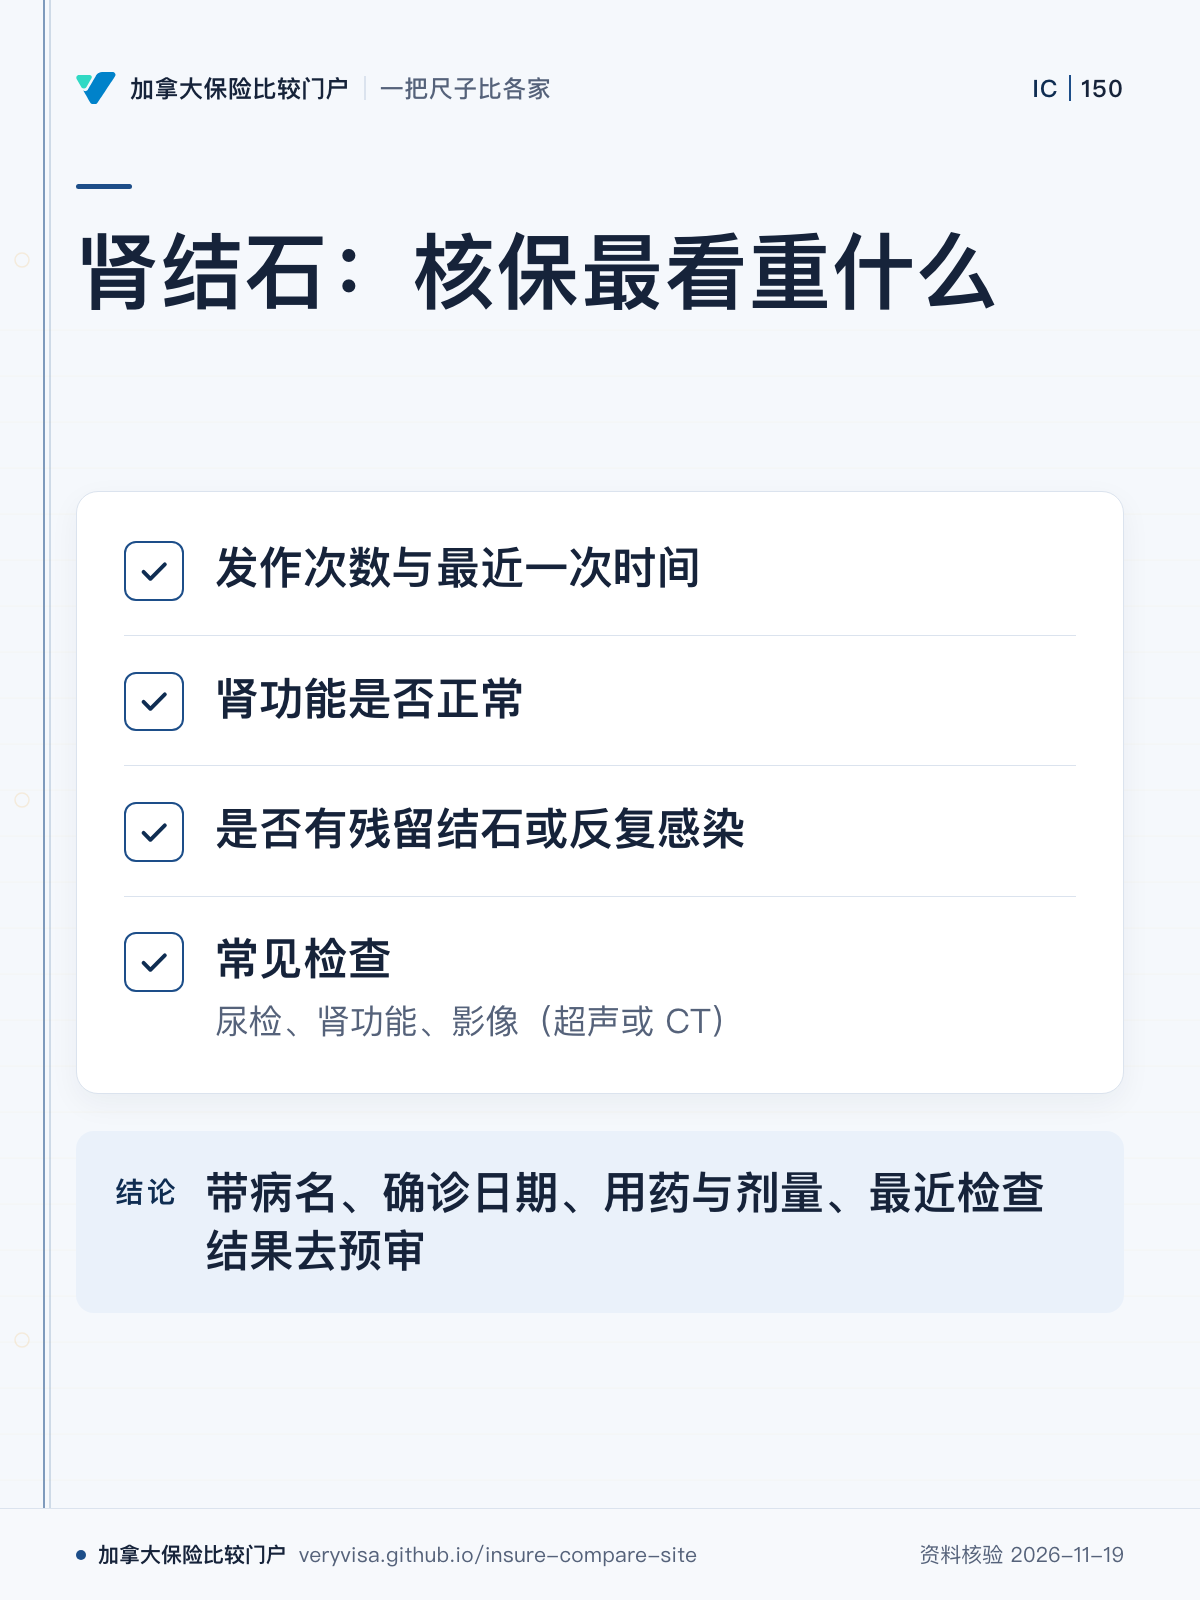 加拿大保险比较门户 | 一把尺子比各家
IC | 150
肾结石：核保最看重什么
发作次数与最近一次时间
肾功能是否正常
是否有残留结石或反复感染
常见检查
尿检、肾功能、影像（超声或 CT）
结论
带病名、确诊日期、用药与剂量、最近检查
结果去预审
加拿大保险比较门户 veryvisa.github.io/insure-compare-site
资料核验 2026-11-19